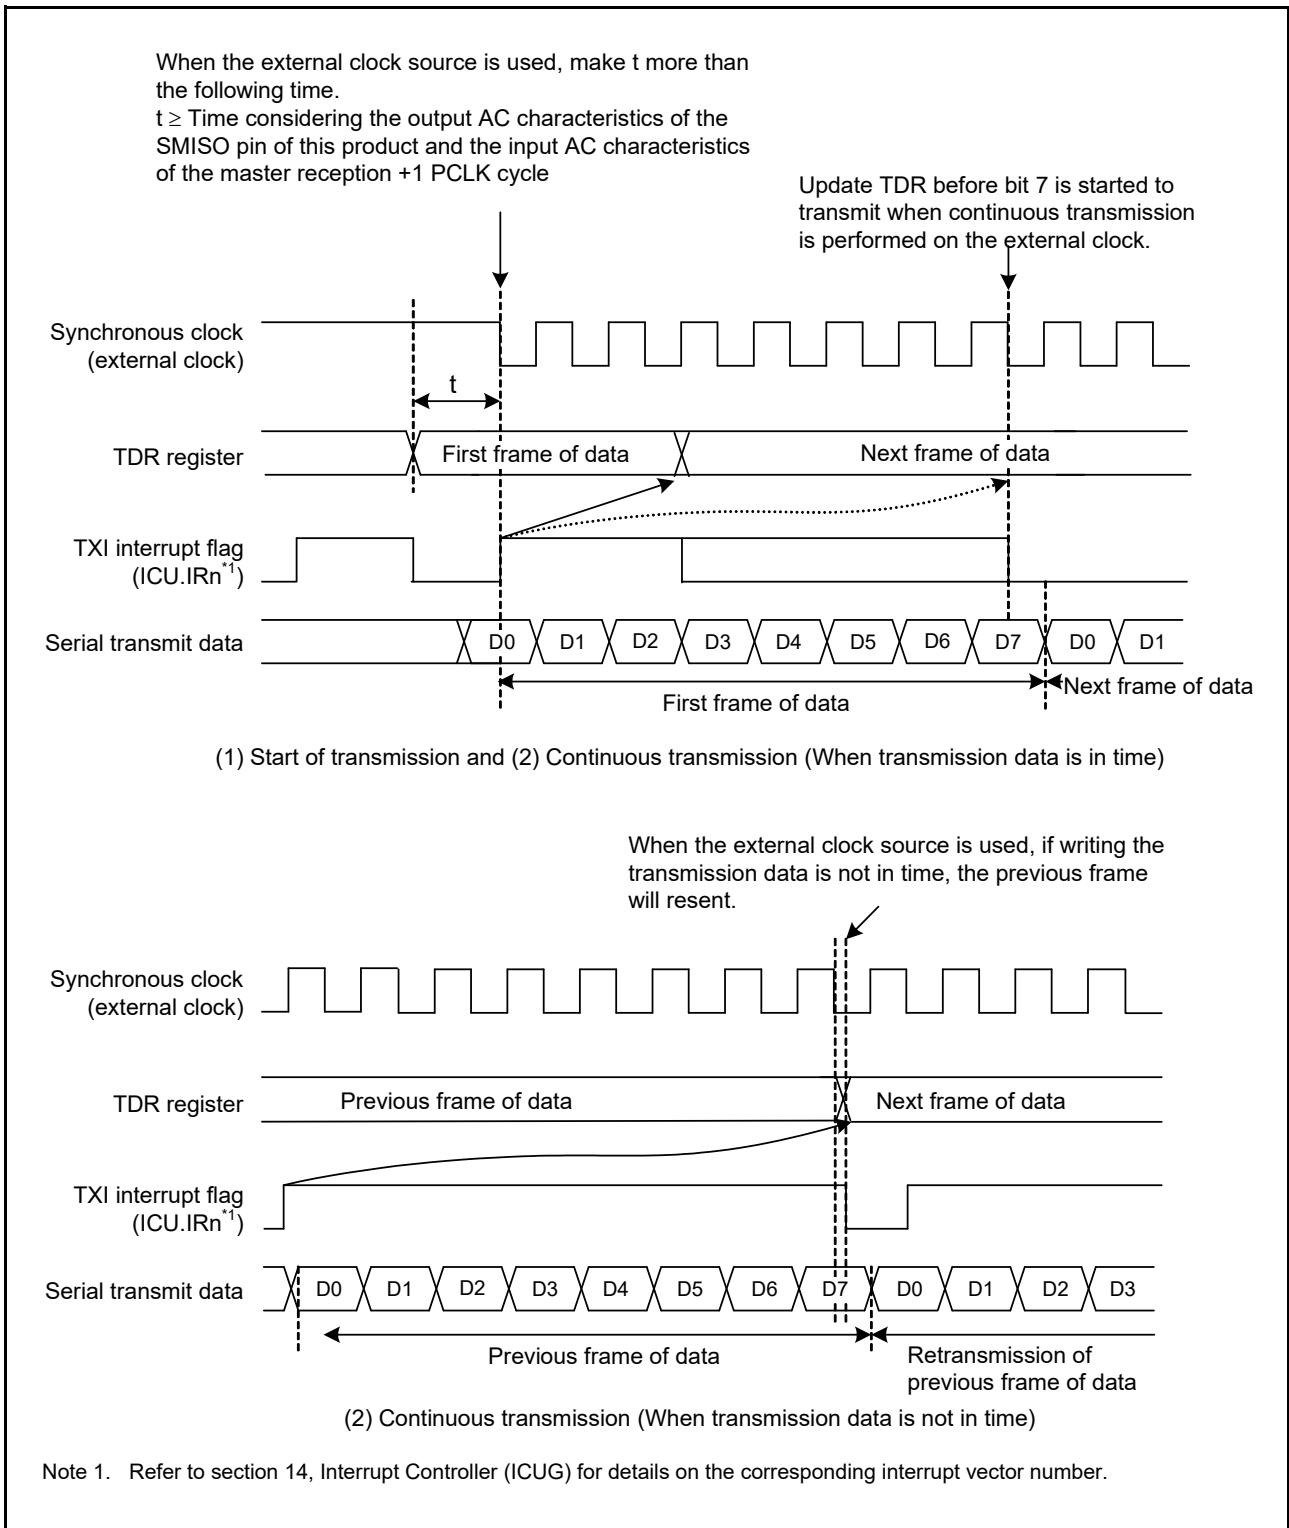 When the external clock source is used, make t more than
the following time.
t ≥ Time considering the output AC characteristics of the
SMISO pin of this product and the input AC characteristics
of the master reception +1 PCLK cycle
Update TDR before bit 7 is started to
transmit when continuous transmission
is performed on the external clock.
Synchronous clock
(external clock)
t
TDR register
First frame of data
Next frame of data
TXI interrupt flag
(ICU.IRn*1)
Serial transmit data
D0 D1 D2 D3 D4 D5 D6 D7 D0 D1
First frame of data
Next frame of data
(1) Start of transmission and (2) Continuous transmission (When transmission data is in time)
When the external clock source is used, if writing the
transmission data is not in time, the previous frame
will resent.
Synchronous clock
(external clock)
TDR register
Previous frame of data
Next frame of data
TXI interrupt flag
(ICU.IRn*1)
Serial transmit data
D0 D1 D2 D3 D4 D5 D6 D7 D0 D1 D2 D3
Previous frame of data
Retransmission of
previous frame of data
(2) Continuous transmission (When transmission data is not in time)
Note 1. Refer to section 14, Interrupt Controller (ICUG) for details on the corresponding interrupt vector number.